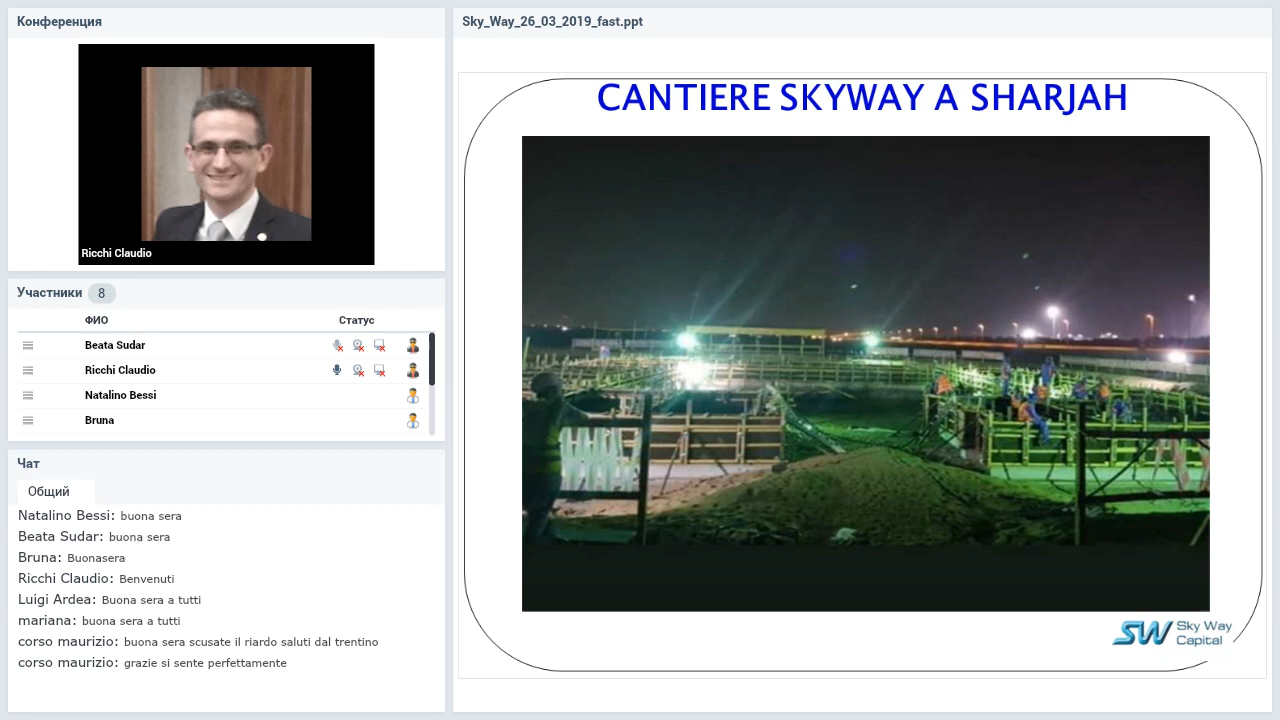 Конференция
Ricchi Claudio
Участники 8
ФИО Статус
Beata Sudar
Ricchi Claudio
Natalino Bessi
Bruna
Чат
Общий
Natalino Bessi: buona sera
Beata Sudar: buona sera
Bruna: Buonasera
Ricchi Claudio: Benvenuti
Luigi Ardea: Buona sera a tutti
mariana: buona sera a tutti
corso maurizio: buona sera scusate il riardo saluti dal trentino
corso maurizio: grazie si sente perfettamente
Sky_Way_26_03_2019_fast.ppt
CANTIERE SKYWAY A SHARJAH
SW Sky Way
Capital